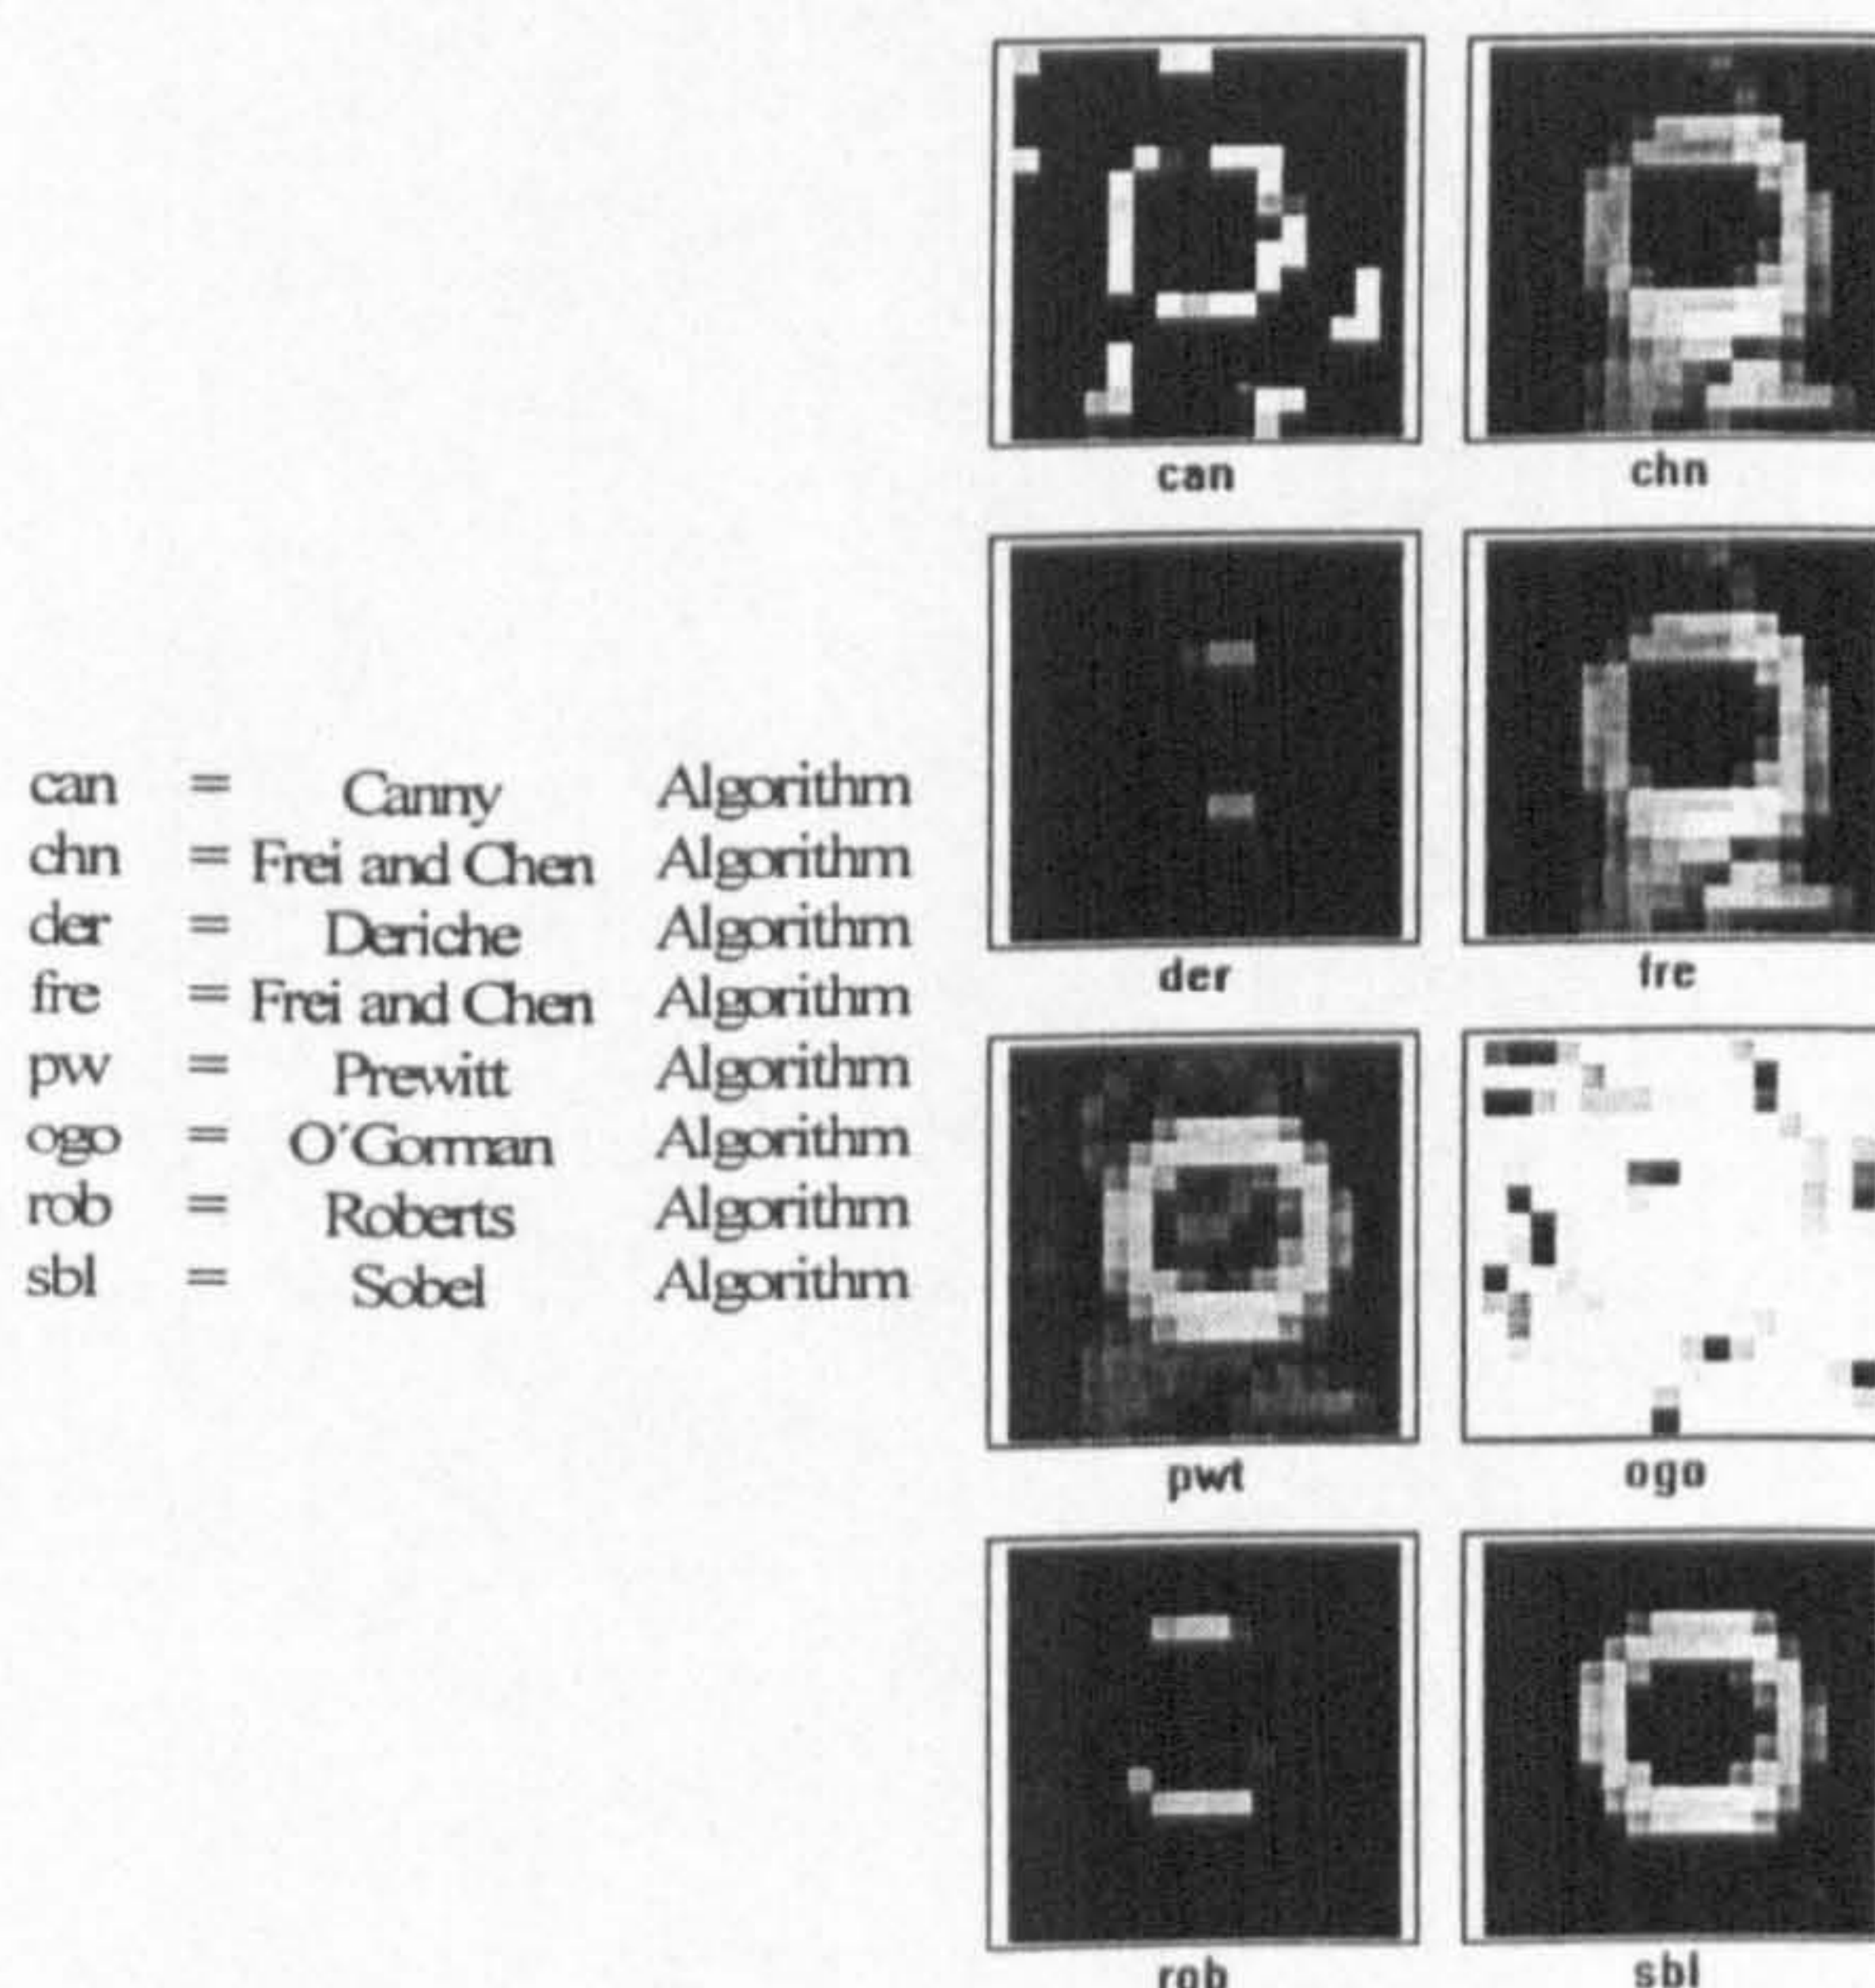 can = Canny Algorithm
chn = Frei and Chen Algorithm
der = Deriche Algorithm
fre = Frei and Chen Algorithm
pw = Prewitt Algorithm
ogo = O´Gorman Algorithm
rob = Roberts Algorithm
sbl = Sobel Algorithm
can chn
der fre
pwt ogo
rob sbl